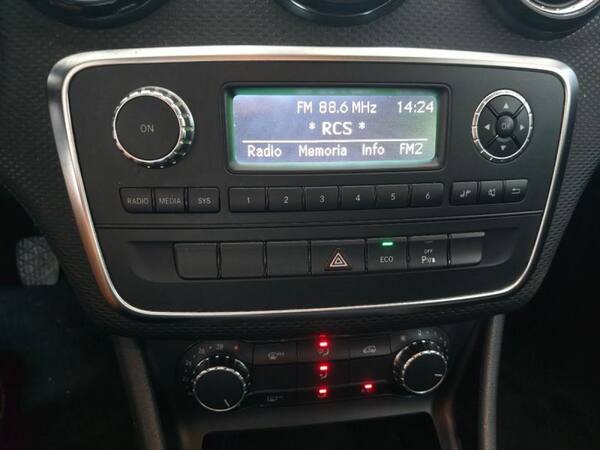 FM 88.6 MHz 14:24
* RCS *
Radio Memoria Info FM2
ON
OK
RADIO MEDIA SYS 1 2 3 4 5 6
ECO OFF